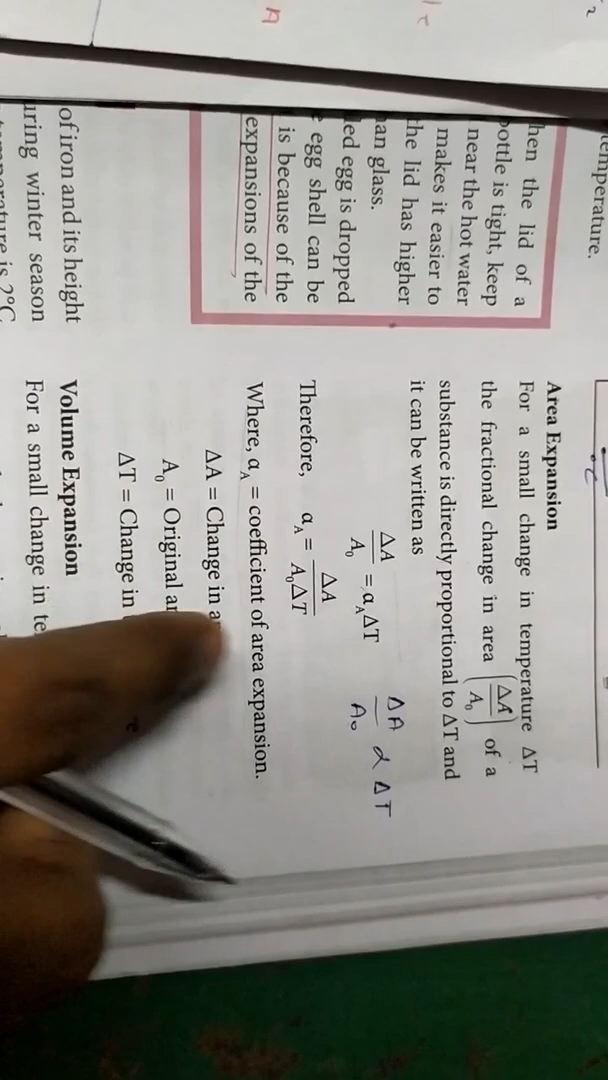 temperature.
hen the lid of a
bottle is tight, keep
near the hot water
makes it easier to
the lid has higher
an glass.
ed egg is dropped
egg shell can be
is because of the
expansions of the
of iron and its height
uring winter season
temperature is 2°C
Area Expansion
For a small change in temperature ΔT
the fractional change in area (ΔA/A₀) of a
substance is directly proportional to ΔT and
it can be written as
ΔA/A₀ = α_A ΔT
ΔA/A₀ α ΔT
Therefore, α_A = ΔA/A₀ΔT
Where, α_A = coefficient of area expansion.
ΔA = Change in a
A₀ = Original ar
ΔT = Change in
Volume Expansion
For a small change in te